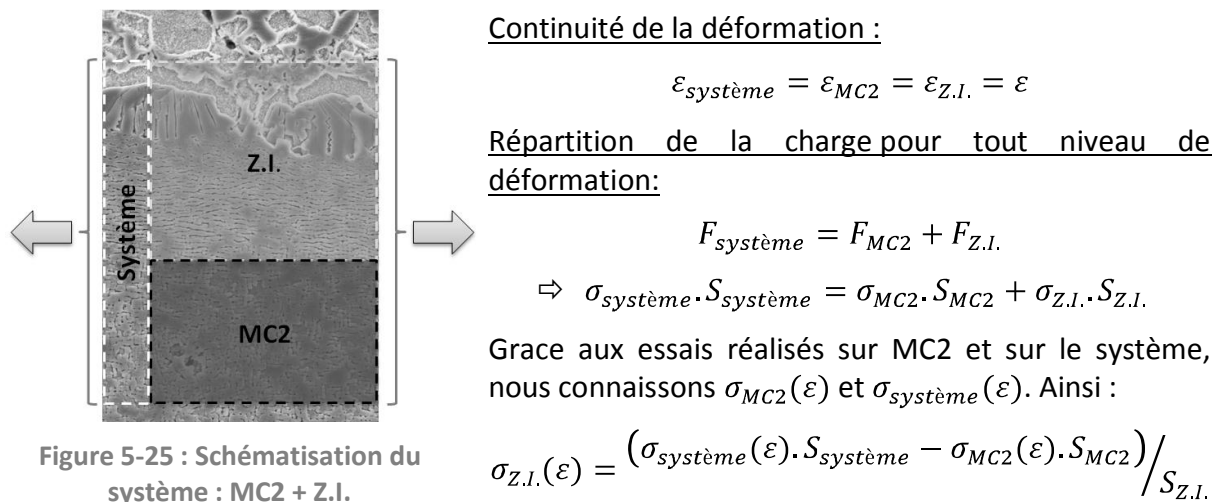 Système
Z.I.
MC2
Figure 5-25 : Schématisation du
système : MC2 + Z.I.
Continuité de la déformation :
ε_système = ε_MC2 = ε_Z.I. = ε
Répartition de la charge pour tout niveau de
déformation:
F_système = F_MC2 + F_Z.I.
⇨ σ_système.S_système = σ_MC2.S_MC2 + σ_Z.I..S_Z.I.
Grace aux essais réalisés sur MC2 et sur le système,
nous connaissons σ_MC2(ε) et σ_système(ε). Ainsi :
σ_Z.I.(ε) = (σ_système(ε).S_système − σ_MC2(ε).S_MC2)/S_Z.I.